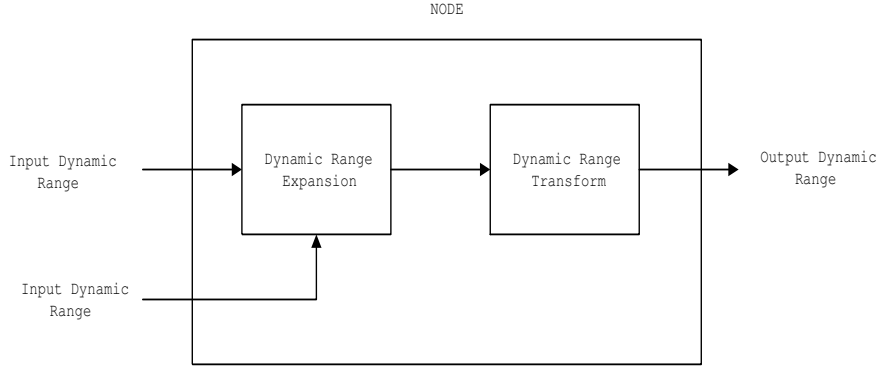 NODE
Input Dynamic
Range
Dynamic Range
Expansion
Dynamic Range
Transform
Output Dynamic
Range
Input Dynamic
Range